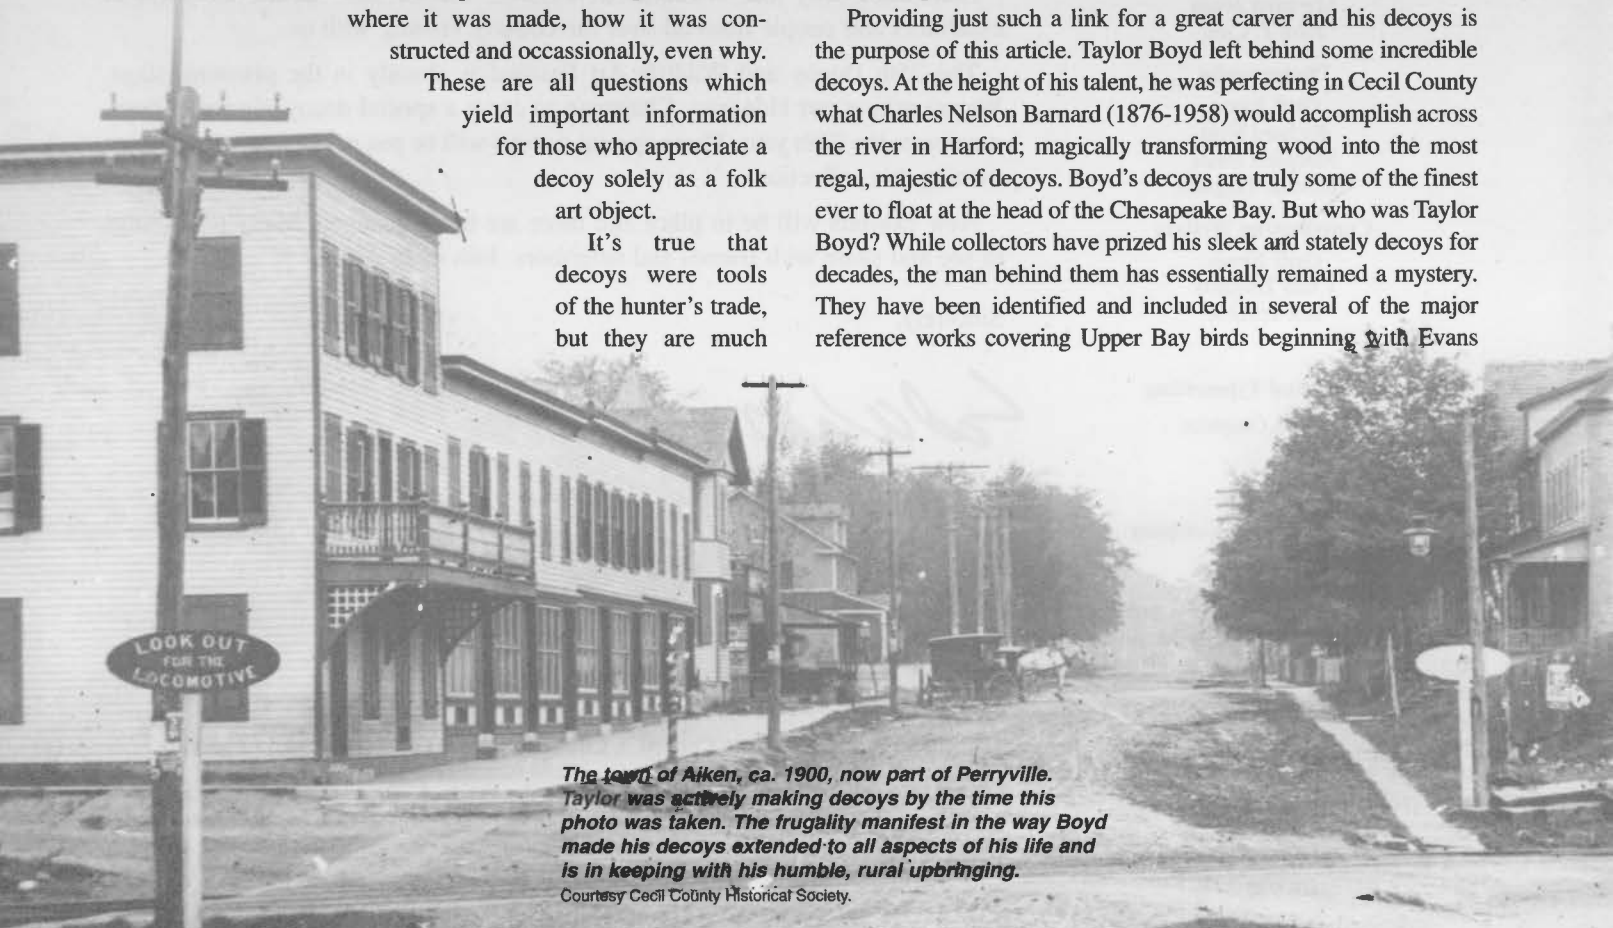 where it was made, how it was con-
structed and occassionally, even why.
These are all questions which
yield important information
for those who appreciate a
decoy solely as a folk
art object.
It's true that
decoys were tools
of the hunter's trade,
but they are much
Providing just such a link for a great carver and his decoys is
the purpose of this article. Taylor Boyd left behind some incredible
decoys. At the height of his talent, he was perfecting in Cecil County
what Charles Nelson Barnard (1876-1958) would accomplish across
the river in Harford; magically transforming wood into the most
regal, majestic of decoys. Boyd's decoys are truly some of the finest
ever to float at the head of the Chesapeake Bay. But who was Taylor
Boyd? While collectors have prized his sleek and stately decoys for
decades, the man behind them has essentially remained a mystery.
They have been identified and included in several of the major
reference works covering Upper Bay birds beginning with Evans
LOOK OUT
FOR THE
LOCOMOTIVE
The town of Aiken, ca. 1900, now part of Perryville.
Taylor was actively making decoys by the time this
photo was taken. The frugality manifest in the way Boyd
made his decoys extended to all aspects of his life and
is in keeping with his humble, rural upbringing.
Courtesy Cecil County Historical Society.